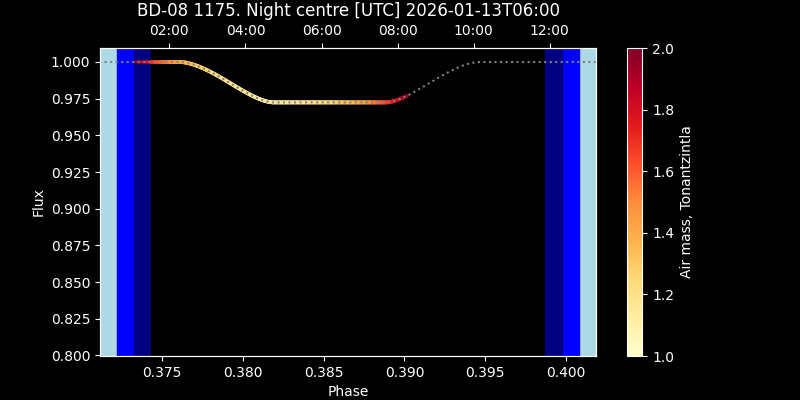 BD-08 1175. Night centre [UTC] 2026-01-13T06:00
02:00 04:00 06:00 08:00 10:00 12:00
1.000
0.975
0.950
0.925
0.900
0.875
0.850
0.825
0.800
Flux
0.375 0.380 0.385 0.390 0.395 0.400
Phase
2.0
1.8
1.6
1.4
1.2
1.0
Air mass, Tonantzintla